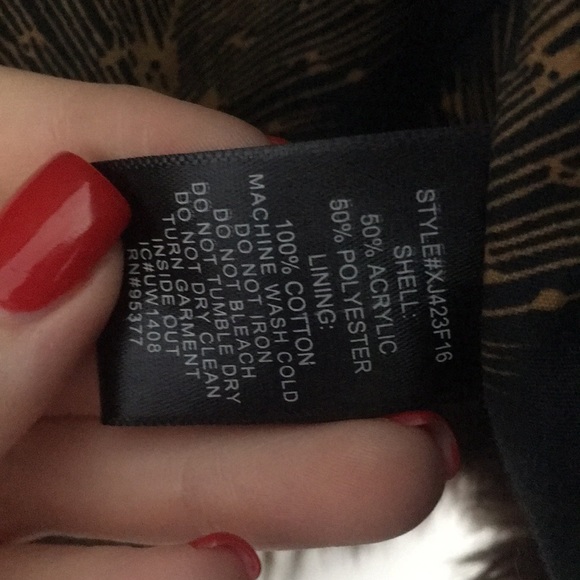 STYLE#XJ423F16
SHELL:
50% ACRYLIC
50% POLYESTER
LINING:
100% COTTON
MACHINE WASH COLD
DO NOT IRON
DO NOT BLEACH
DO NOT TUMBLE DRY
DO NOT DRY CLEAN
TURN GARMENT
INSIDE OUT
IC#UW1408
RN#95377